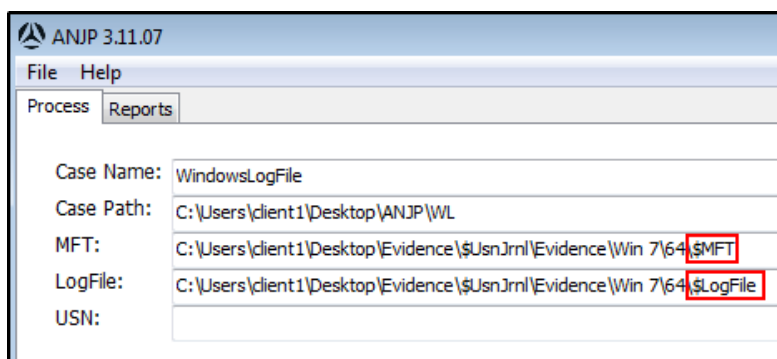 ANJP 3.11.07
File Help
Process Reports
Case Name: WindowsLogFile
Case Path: C:\Users\client1\Desktop\ANJP\WL
MFT: C:\Users\client1\Desktop\Evidence\$UsnJrnl\Evidence\Win 7\64\$MFT
LogFile: C:\Users\client1\Desktop\Evidence\$UsnJrnl\Evidence\Win 7\64\$LogFile
USN: